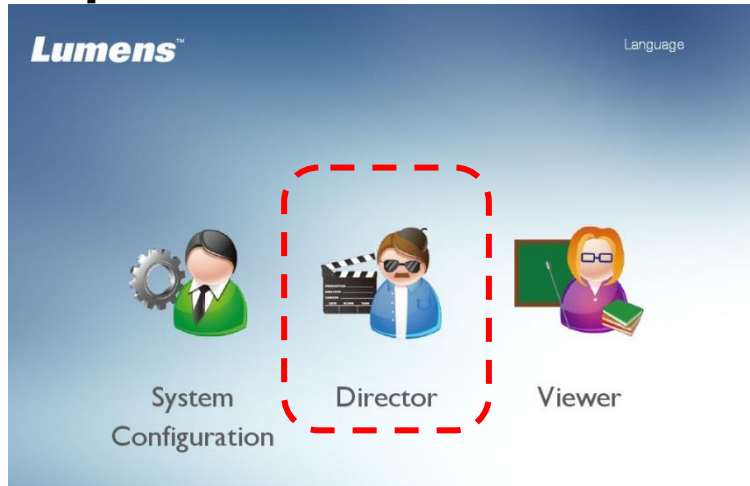 Lumens™
Language
System
Configuration
Director
Viewer